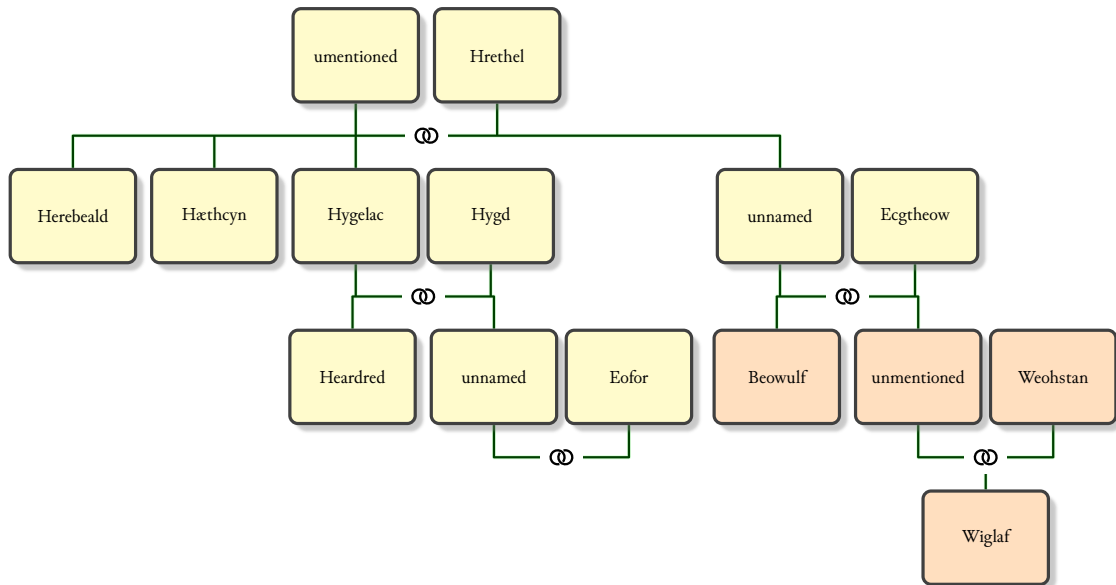 umentioned
Hrethel
Herebeald
Hæthcyn
Hygelac
Hygd
unnamed
Ecgtheow
Heardred
unnamed
Eofor
Beowulf
unmentioned
Weohstan
Wiglaf